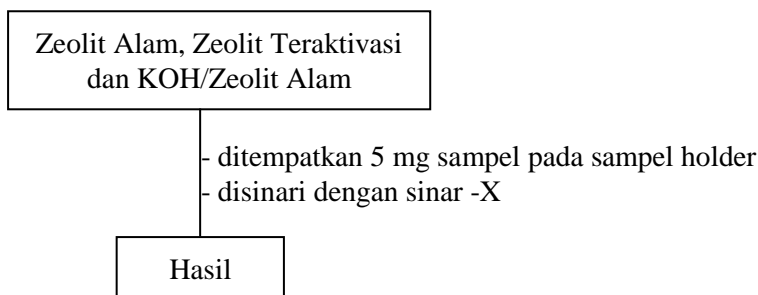 Zeolit Alam, Zeolit Teraktivasi
dan KOH/Zeolit Alam
- ditempatkan 5 mg sampel pada sampel holder
- disinari dengan sinar -X
Hasil